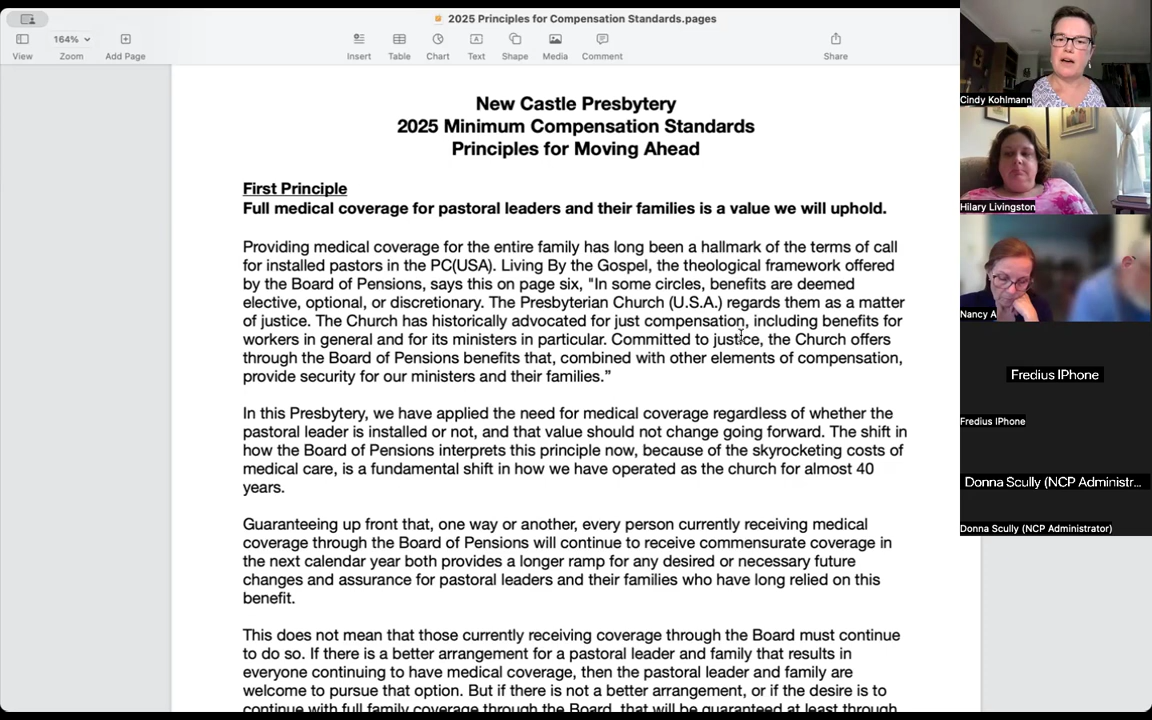 2025 Principles for Compensation Standards.pages
164%
View
Zoom
Add Page
Insert
Table
Chart
Text
Shape
Media
Comment
Share
New Castle Presbytery
2025 Minimum Compensation Standards
Principles for Moving Ahead
First Principle
Full medical coverage for pastoral leaders and their families is a value we will uphold.
Providing medical coverage for the entire family has long been a hallmark of the terms of call
for installed pastors in the PC(USA). Living By the Gospel, the theological framework offered
by the Board of Pensions, says this on page six, "In some circles, benefits are deemed
elective, optional, or discretionary. The Presbyterian Church (U.S.A.) regards them as a matter
of justice. The Church has historically advocated for just compensation, including benefits for
workers in general and for its ministers in particular. Committed to justice, the Church offers
through the Board of Pensions benefits that, combined with other elements of compensation,
provide security for our ministers and their families.”
In this Presbytery, we have applied the need for medical coverage regardless of whether the
pastoral leader is installed or not, and that value should not change going forward. The shift in
how the Board of Pensions interprets this principle now, because of the skyrocketing costs of
medical care, is a fundamental shift in how we have operated as the church for almost 40
years.
Guaranteeing up front that, one way or another, every person currently receiving medical
coverage through the Board of Pensions will continue to receive commensurate coverage in
the next calendar year both provides a longer ramp for any desired or necessary future
changes and assurance for pastoral leaders and their families who have long relied on this
benefit.
This does not mean that those currently receiving coverage through the Board must continue
to do so. If there is a better arrangement for a pastoral leader and family that results in
everyone continuing to have medical coverage, then the pastoral leader and family are
welcome to pursue that option. But if there is not a better arrangement, or if the desire is to
continue with full family coverage through the Board, that will be guaranteed at least through
Cindy Kohlmann
Hilary Livingston
Nancy A
Fredius IPhone
Fredius IPhone
Donna Scully (NCP Administr...
Donna Scully (NCP Administrator)